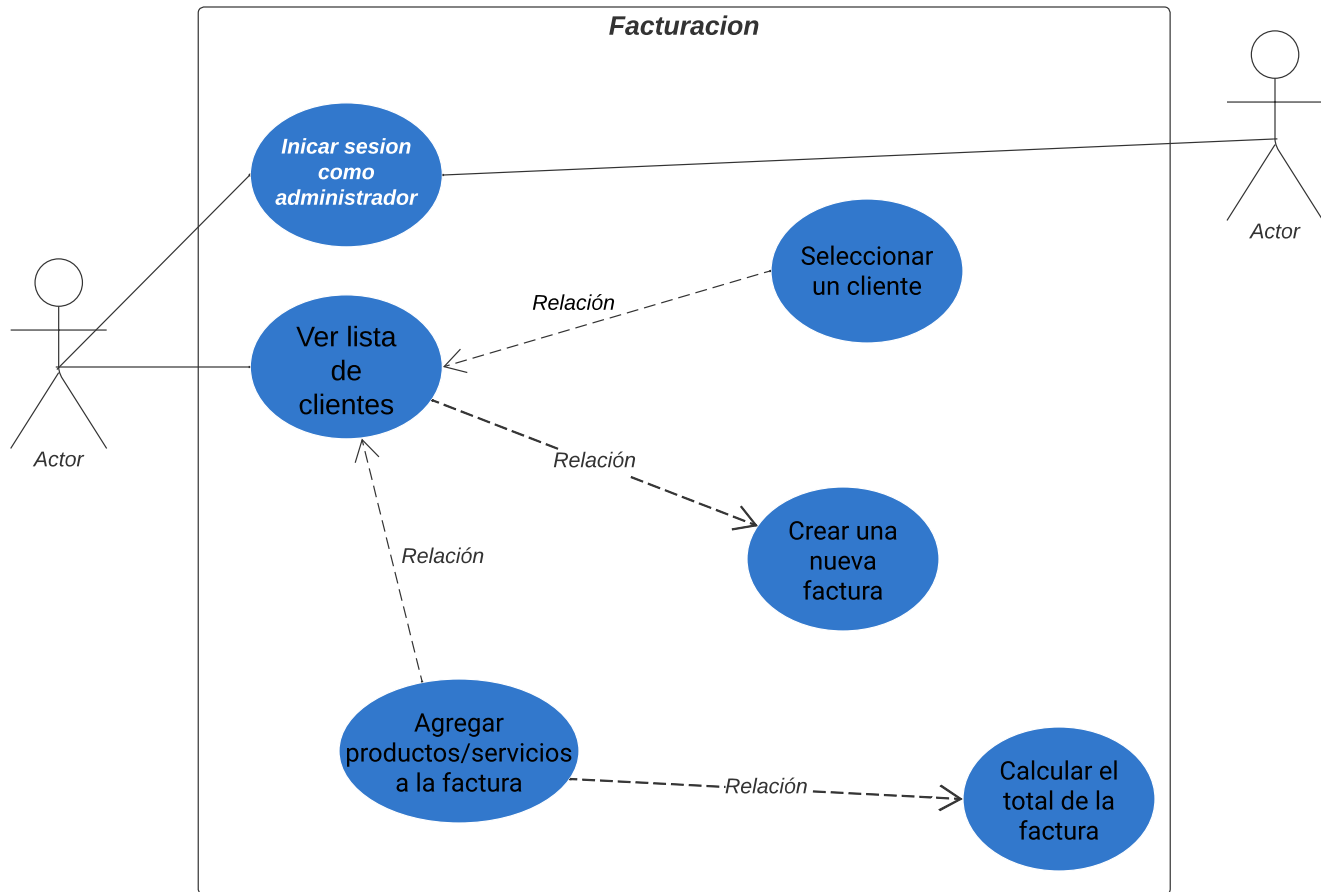 Facturacion
Inicar sesion
como
administrador
Actor
Seleccionar
un cliente
Relación
Ver lista
de
clientes
Actor
Relación
Crear una
nueva
factura
Relación
Agregar
productos/servicios
a la factura
Relación
Calcular el
total de la
factura